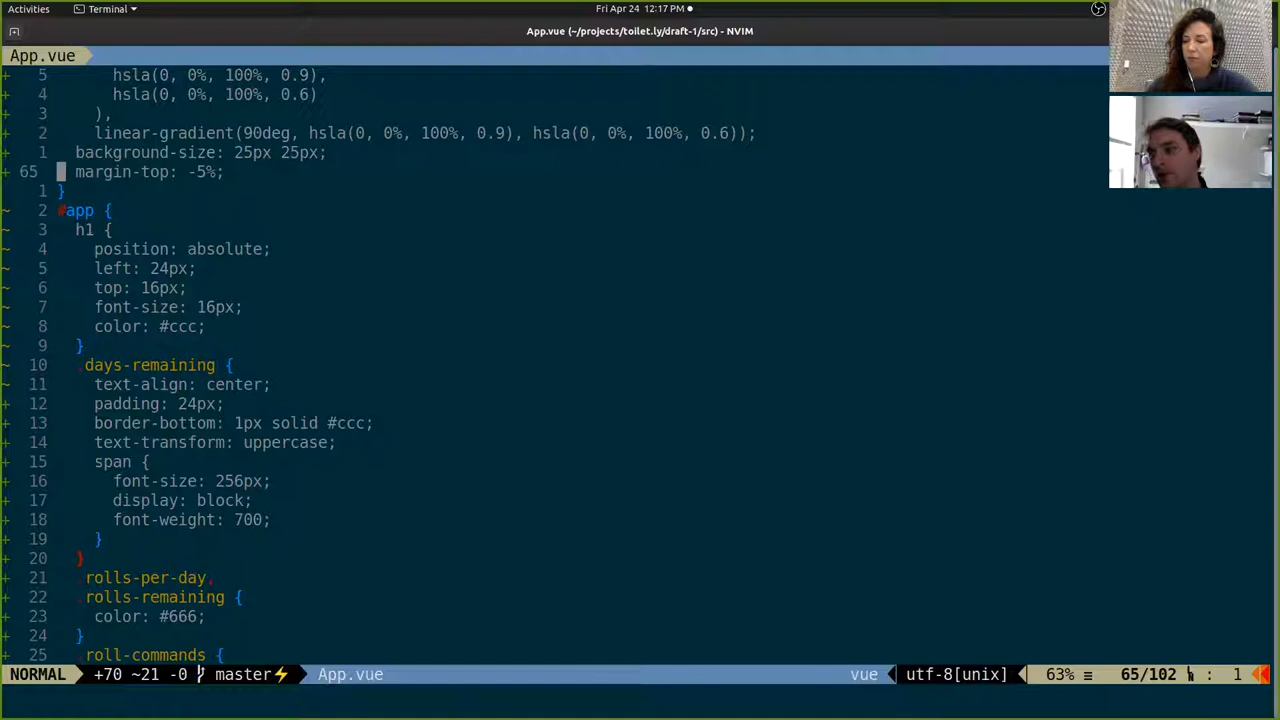 Activities Terminal Fri Apr 24 12:17 PM
App.vue (~/projects/toilet.ly/draft-1/src) - NVIM
App.vue
+ 5 hsla(0, 0%, 100%, 0.9),
+ 4 hsla(0, 0%, 100%, 0.6)
+ 3 ),
+ 2 linear-gradient(90deg, hsla(0, 0%, 100%, 0.9), hsla(0, 0%, 100%, 0.6));
+ 1 background-size: 25px 25px;
+ 65 margin-top: -5%;
1 }
~ 2 #app {
~ 3 h1 {
~ 4 position: absolute;
~ 5 left: 24px;
~ 6 top: 16px;
~ 7 font-size: 16px;
~ 8 color: #ccc;
~ 9 }
~ 10 .days-remaining {
~ 11 text-align: center;
+ 12 padding: 24px;
+ 13 border-bottom: 1px solid #ccc;
+ 14 text-transform: uppercase;
+ 15 span {
+ 16 font-size: 256px;
+ 17 display: block;
+ 18 font-weight: 700;
+ 19 }
+ 20 }
+ 21 .rolls-per-day,
+ 22 .rolls-remaining {
+ 23 color: #666;
+ 24 }
+ 25 .roll-commands {
NORMAL +70 ~21 -0 master⚡ App.vue vue utf-8[unix] 63% ≡ 65/102 : 1